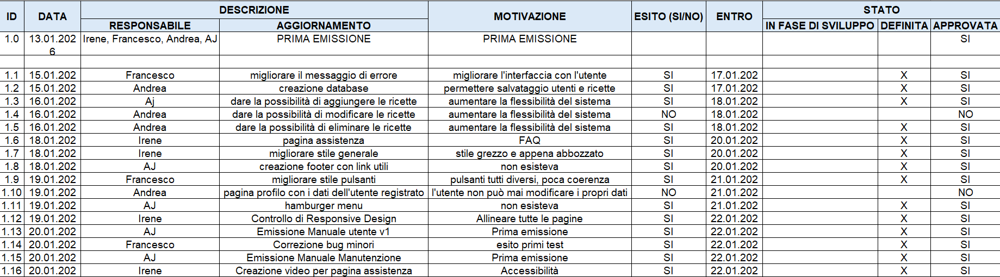 ID DATA DESCRIZIONE MOTIVAZIONE ESITO (SI/NO) ENTRO STATO
RESPONSABILE AGGIORNAMENTO IN FASE DI SVILUPPO DEFINITA APPROVATA
1.0 13.01.202 Irene, Francesco, Andrea, AJ PRIMA EMISSIONE PRIMA EMISSIONE SI
6
1.1 15.01.202 Francesco migliorare il messaggio di errore migliorare l'interfaccia con l'utente SI 17.01.202 X SI
1.2 15.01.202 Andrea creazione database permettere salvataggio utenti e ricette SI 17.01.202 X SI
1.3 16.01.202 Aj dare la possibilità di aggiungere le ricette aumentare la flessibilità del sistema SI 18.01.202 X SI
1.4 16.01.202 Andrea dare la possibilità di modificare le ricette aumentare la flessibilità del sistema NO 18.01.202 NO
1.5 16.01.202 Andrea dare la possibilità di eliminare le ricette aumentare la flessibilità del sistema SI 18.01.202 X SI
1.6 18.01.202 Irene pagina assistenza FAQ SI 20.01.202 X SI
1.7 18.01.202 Irene migliorare stile generale stile grezzo e appena abbozzato SI 20.01.202 X SI
1.8 18.01.202 AJ creazione footer con link utili non esisteva SI 20.01.202 X SI
1.9 19.01.202 Francesco migliorare stile pulsanti pulsanti tutti diversi, poca coerenza SI 21.01.202 X SI
1.10 19.01.202 Andrea pagina profilo con i dati dell'utente registrato l'utente non può mai modificare i propri dati NO 21.01.202 NO
1.11 19.01.202 AJ hamburger menu non esisteva SI 21.01.202 X SI
1.12 19.01.202 Irene Controllo di Responsive Design Allineare tutte le pagine SI 22.01.202 X SI
1.13 20.01.202 AJ Emissione Manuale utente v1 Prima emissione SI 22.01.202 X SI
1.14 20.01.202 Francesco Correzione bug minori esito primi test SI 22.01.202 X SI
1.15 20.01.202 AJ Emissione Manuale Manutenzione Prima emissione SI 22.01.202 X SI
1.16 20.01.202 Irene Creazione video per pagina assistenza Accessibilità SI 22.01.202 X SI